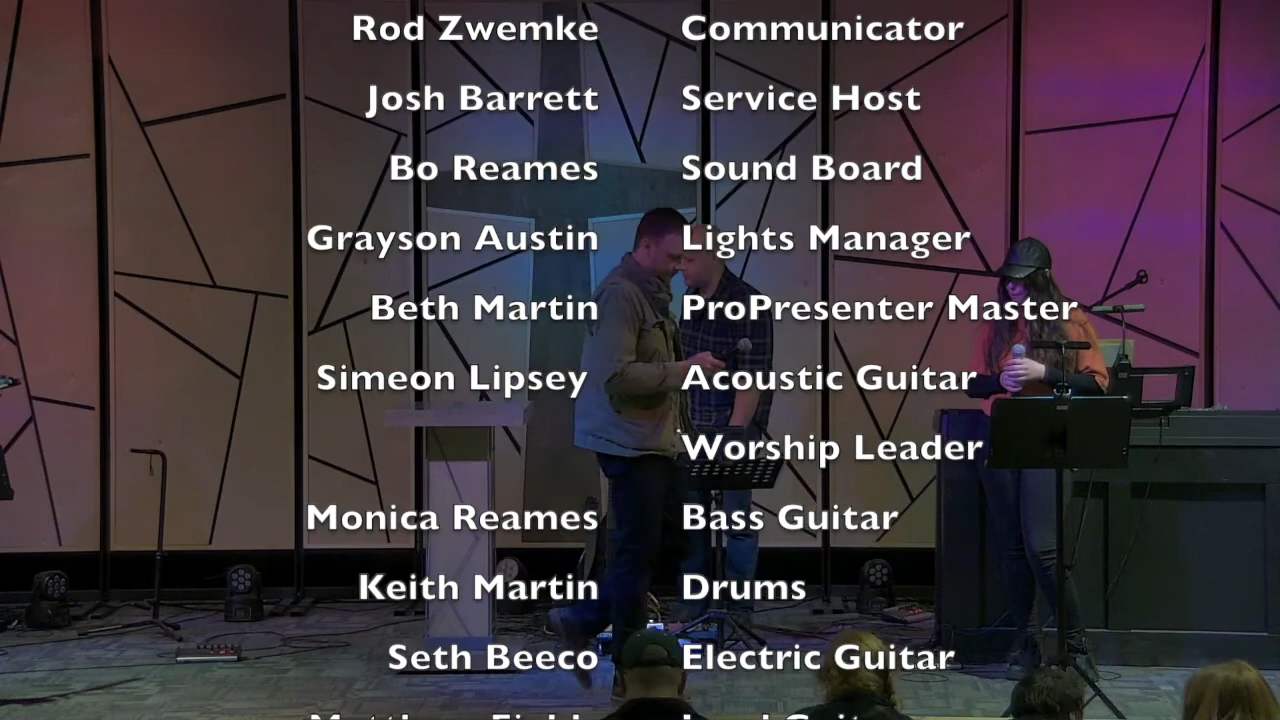 Rod Zwemke Communicator
Josh Barrett Service Host
Bo Reames Sound Board
Grayson Austin Lights Manager
Beth Martin ProPresenter Master
Simeon Lipsey Acoustic Guitar
Worship Leader
Monica Reames Bass Guitar
Keith Martin Drums
Seth Beeco Electric Guitar